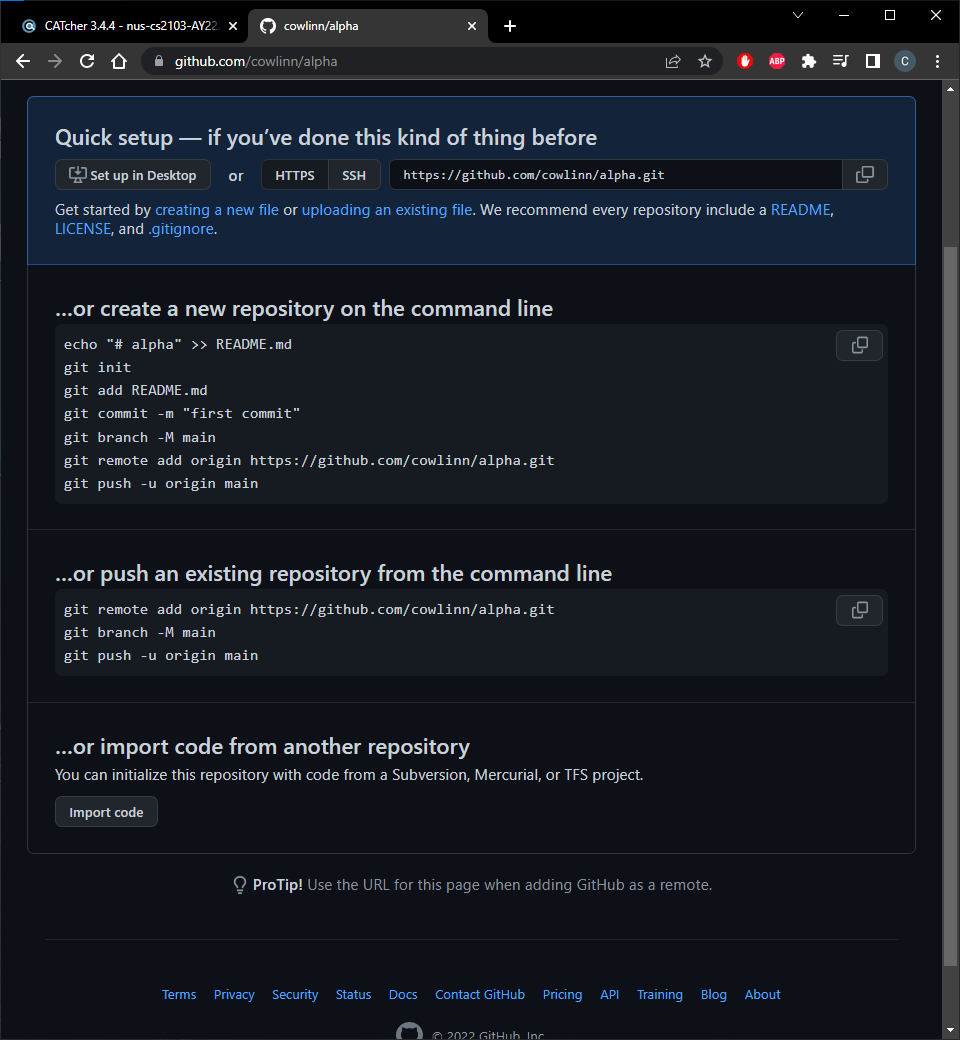 CATcher 3.4.4 - nus-cs2103-AY22
cowlinn/alpha
github.com/cowlinn/alpha
ABP
C
Quick setup — if you’ve done this kind of thing before
Set up in Desktop or HTTPS SSH https://github.com/cowlinn/alpha.git
Get started by creating a new file or uploading an existing file. We recommend every repository include a README,
LICENSE, and .gitignore.
…or create a new repository on the command line
echo "# alpha" >> README.md
git init
git add README.md
git commit -m "first commit"
git branch -M main
git remote add origin https://github.com/cowlinn/alpha.git
git push -u origin main
…or push an existing repository from the command line
git remote add origin https://github.com/cowlinn/alpha.git
git branch -M main
git push -u origin main
…or import code from another repository
You can initialize this repository with code from a Subversion, Mercurial, or TFS project.
Import code
ProTip! Use the URL for this page when adding GitHub as a remote.
Terms Privacy Security Status Docs Contact GitHub Pricing API Training Blog About
© 2022 GitHub, Inc.